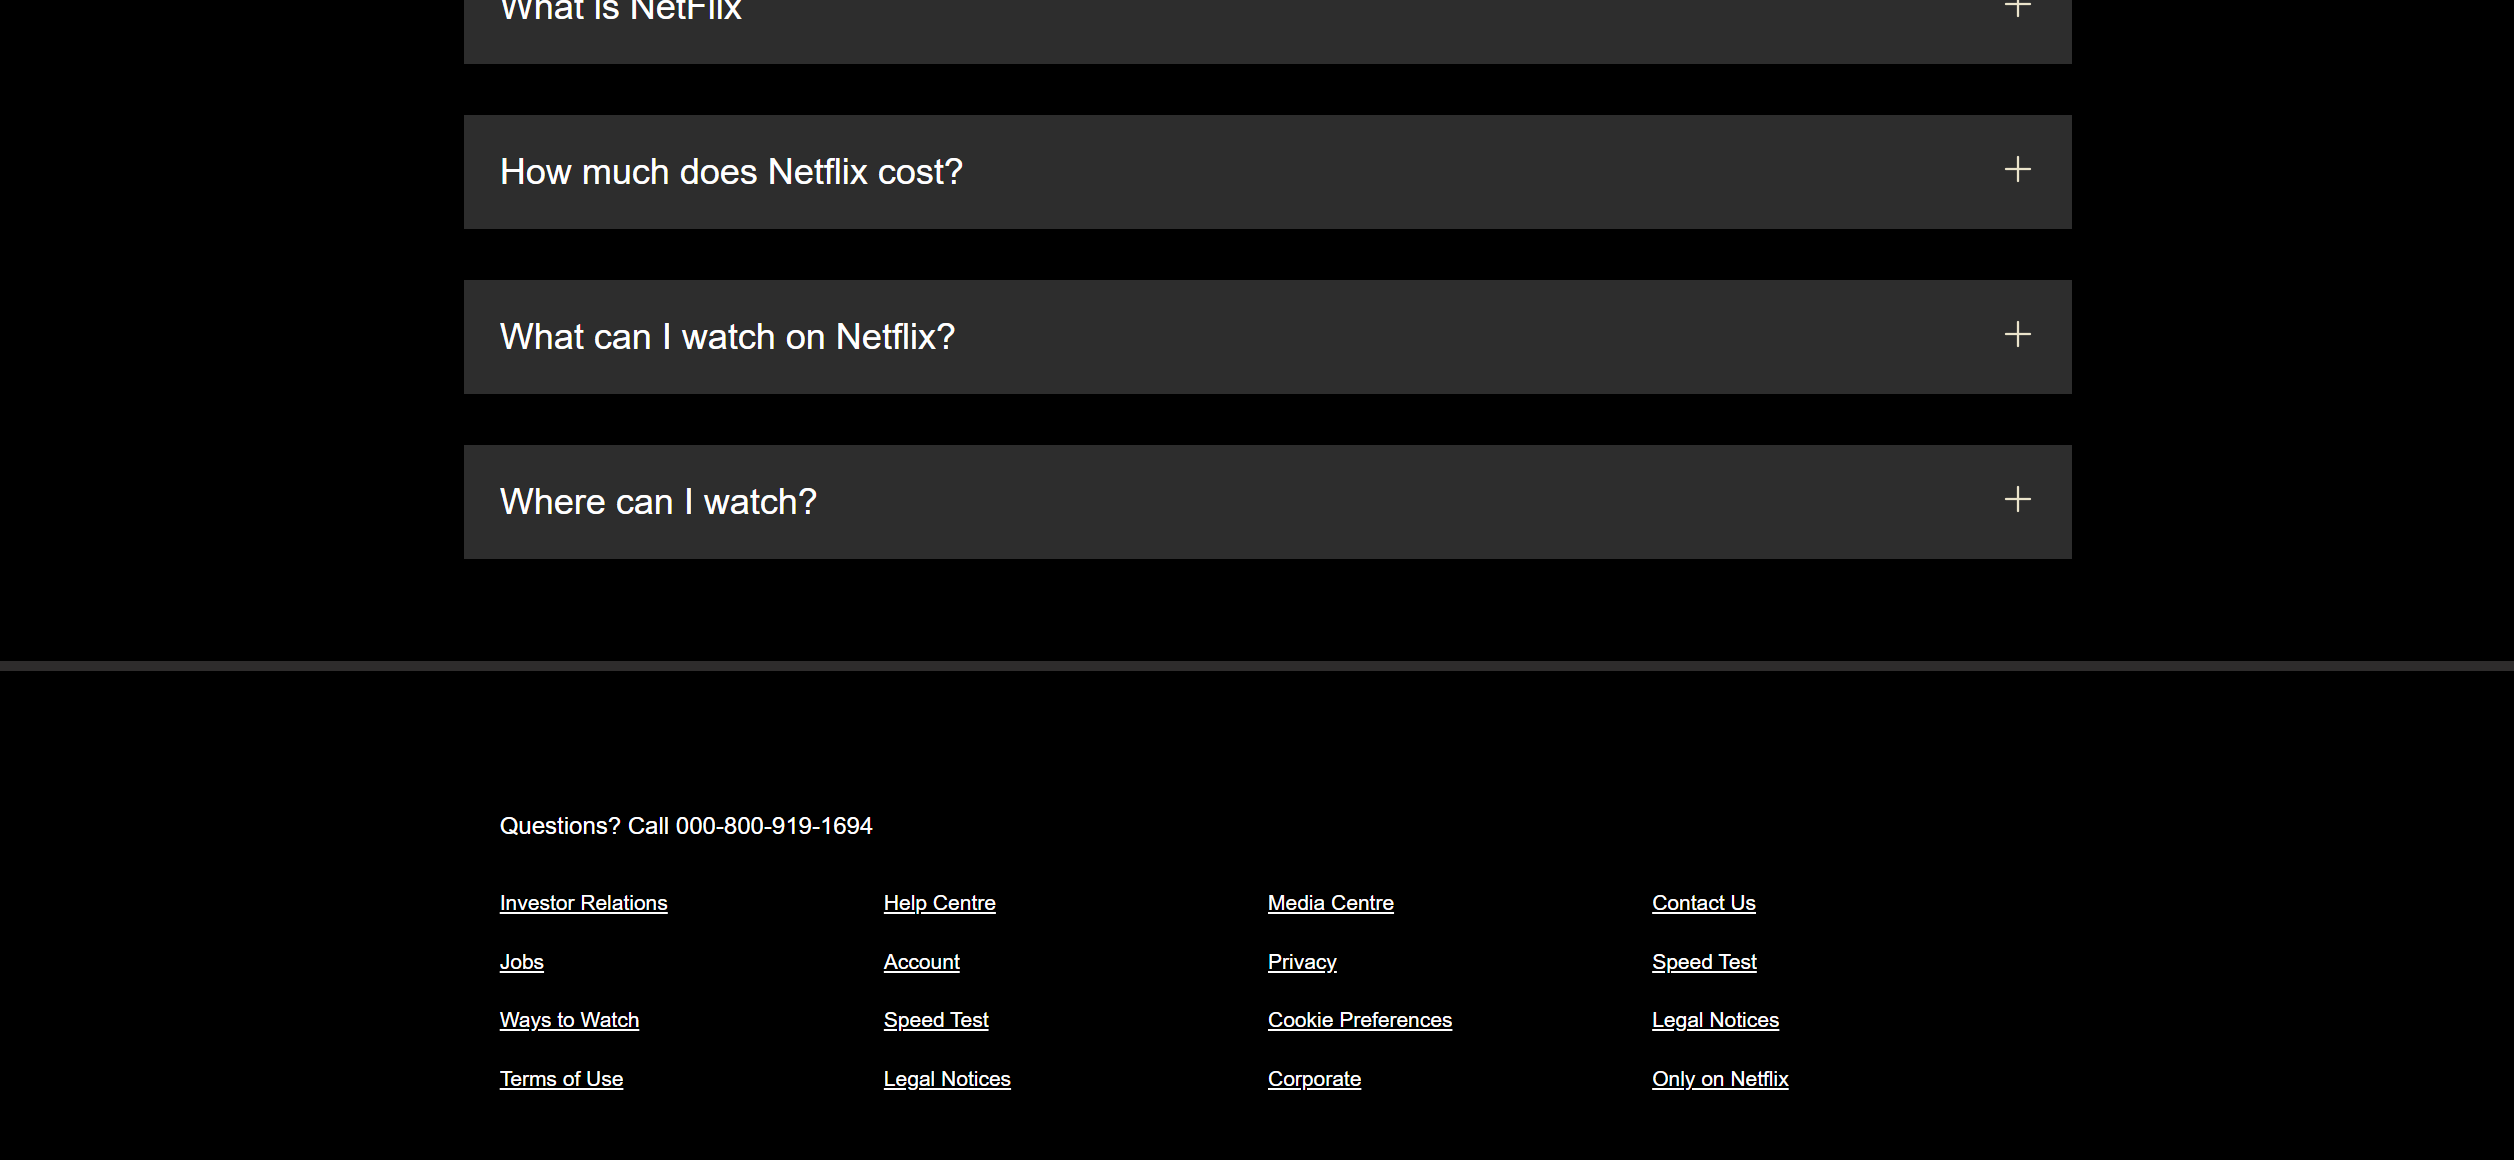 What is NetFlix
How much does Netflix cost?
What can I watch on Netflix?
Where can I watch?
Questions? Call 000-800-919-1694
Investor Relations Help Centre Media Centre Contact Us
Jobs Account Privacy Speed Test
Ways to Watch Speed Test Cookie Preferences Legal Notices
Terms of Use Legal Notices Corporate Only on Netflix